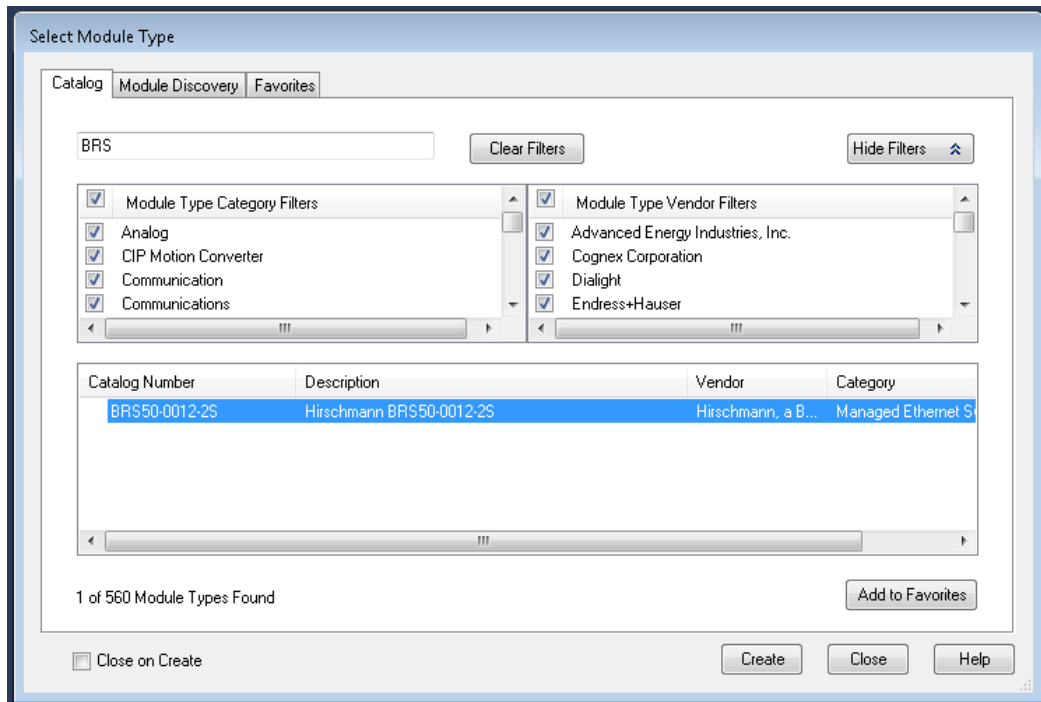 Select Module Type
Catalog Module Discovery Favorites
BRS Clear Filters Hide Filters
Module Type Category Filters Module Type Vendor Filters
Analog Advanced Energy Industries, Inc.
CIP Motion Converter Cognex Corporation
Communication Dialight
Communications Endress+Hauser
Catalog Number Description Vendor Category
BRS50-0012-2S Hirschmann BRS50-0012-2S Hirschmann, a B... Managed Ethernet S
1 of 560 Module Types Found Add to Favorites
Close on Create Create Close Help